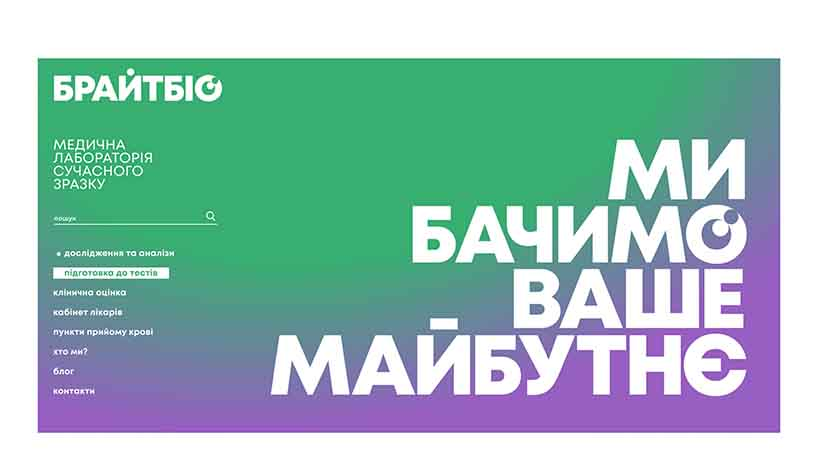 БРАЙТБІО
МЕДИЧНА
ЛАБОРАТОРІЯ
СУЧАСНОГО
ЗРАЗКУ
пошук
дослідження та аналізи
підготовка до тестів
клінична оцінка
кабінет лікарів
пункти прийому крові
хто ми?
блог
контакти
МИ
БАЧИМО
ВАШЕ
МАЙБУТНЄ